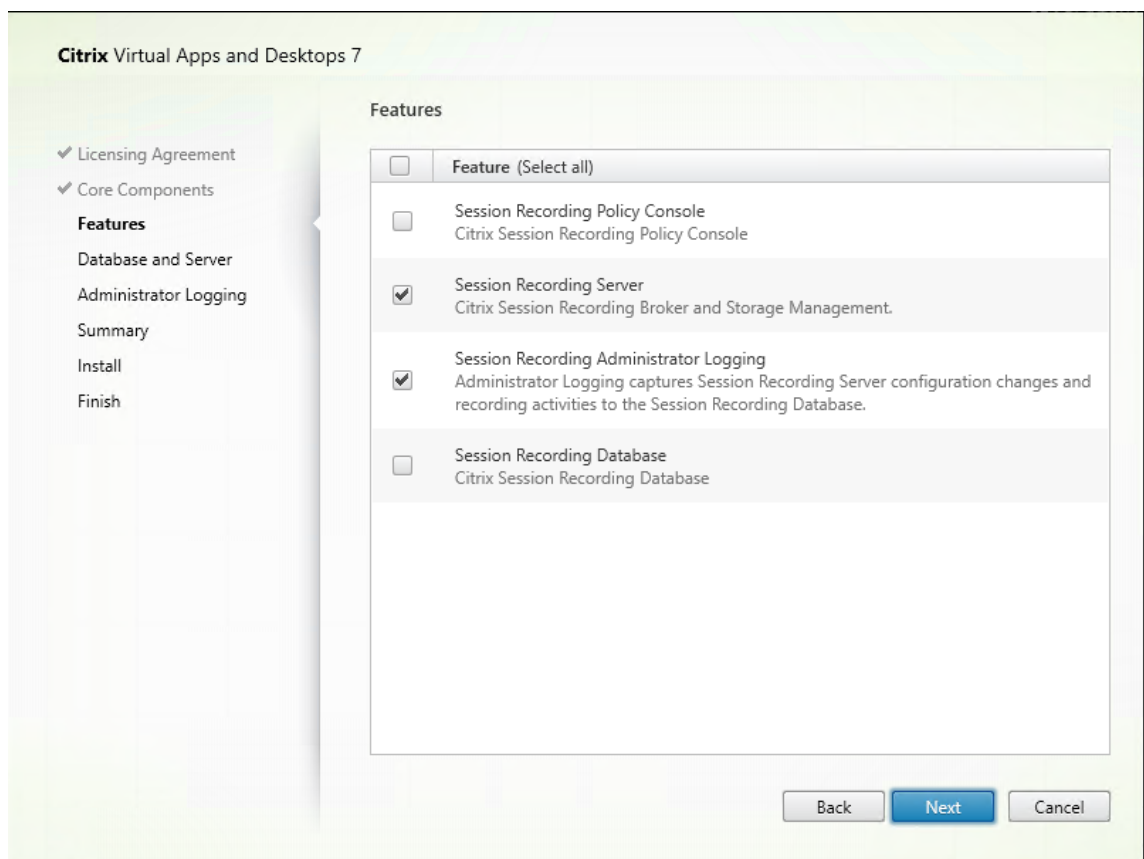 Citrix Virtual Apps and Desktops 7
Licensing Agreement
Core Components
Features
Database and Server
Administrator Logging
Summary
Install
Finish
Features
Feature (Select all)
Session Recording Policy Console
Citrix Session Recording Policy Console
Session Recording Server
Citrix Session Recording Broker and Storage Management.
Session Recording Administrator Logging
Administrator Logging captures Session Recording Server configuration changes and
recording activities to the Session Recording Database.
Session Recording Database
Citrix Session Recording Database
Back
Next
Cancel